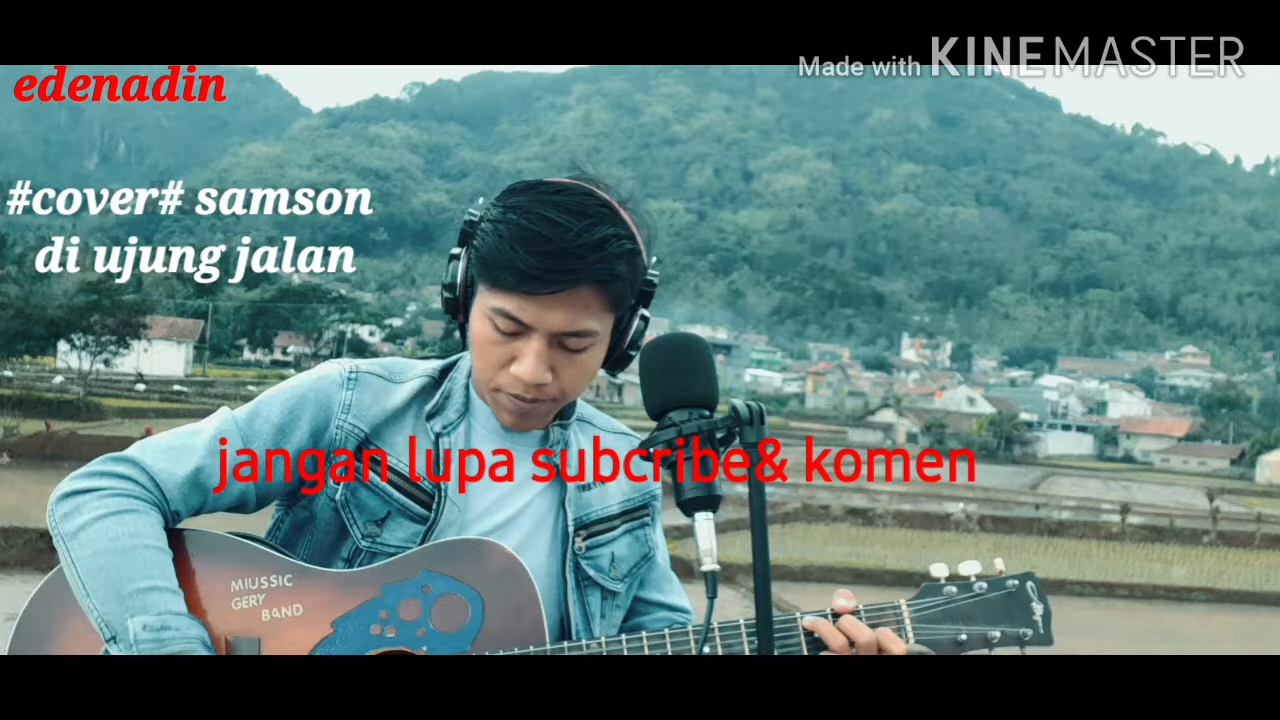 Made with KINEMASTER
edenadin
#cover# samson
di ujung jalan
jangan lupa subcribe& komen
MIUSSIC
GERY
BAND